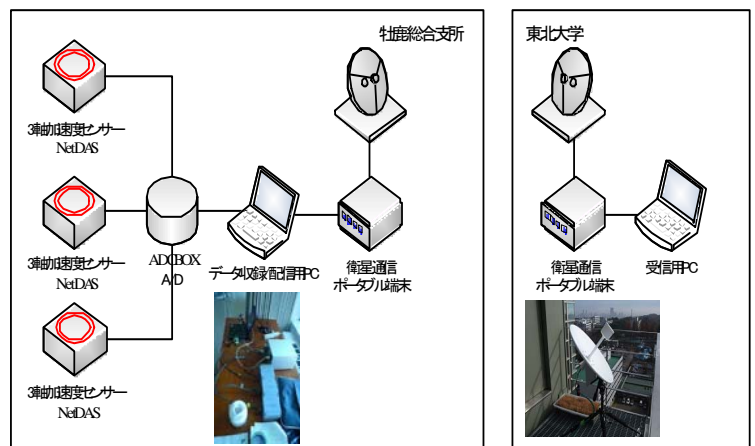 牡鹿総合支所
3軸加速度センサー
NetDAS
3軸加速度センサー
NetDAS
3軸加速度センサー
NetDAS
ADCBOX
A/D
データ収録配信用PC
衛星通信
ポータブル端末
東北大学
衛星通信
ポータブル端末
受信用PC